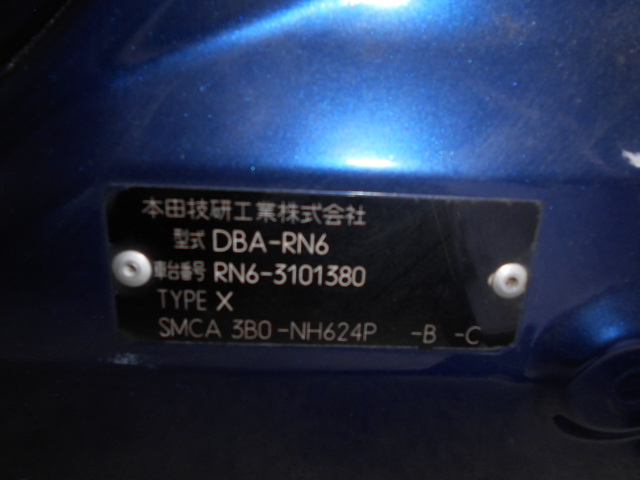 本田技研工業株式会社
型式 DBA-RN6
車台番号 RN6-3101380
TYPE X
SMCA 3B0-NH624P -B -C